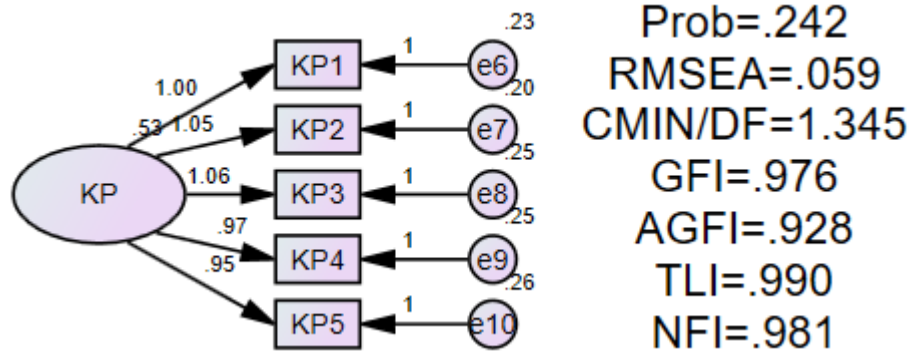 .23
KP1
1
e6
1.00
.20
.53
1.05
KP2
1
e7
.25
KP
1.06
KP3
1
e8
.25
.97
KP4
1
e9
.26
.95
KP5
1
e10
Prob=.242
RMSEA=.059
CMIN/DF=1.345
GFI=.976
AGFI=.928
TLI=.990
NFI=.981